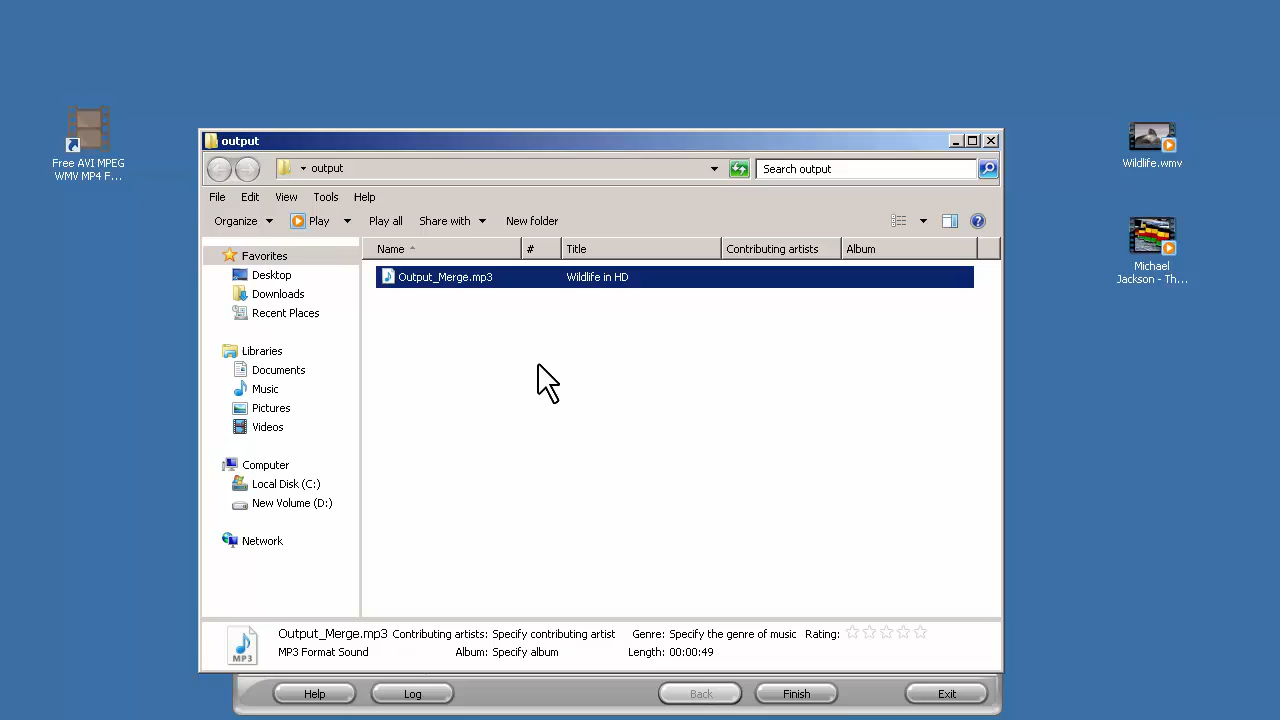 Free AVI MPEG
WMV MP4 F...
Wildlife.wmv
Michael
Jackson - Th...
output
output
Search output
File Edit View Tools Help
Organize Play Play all Share with New folder
Name # Title Contributing artists Album
Output_Merge.mp3 Wildlife in HD
Favorites
Desktop
Downloads
Recent Places
Libraries
Documents
Music
Pictures
Videos
Computer
Local Disk (C:)
New Volume (D:)
Network
MP3
Output_Merge.mp3 Contributing artists: Specify contributing artist Genre: Specify the genre of music Rating:
MP3 Format Sound Album: Specify album Length: 00:00:49
Help Log Back Finish Exit